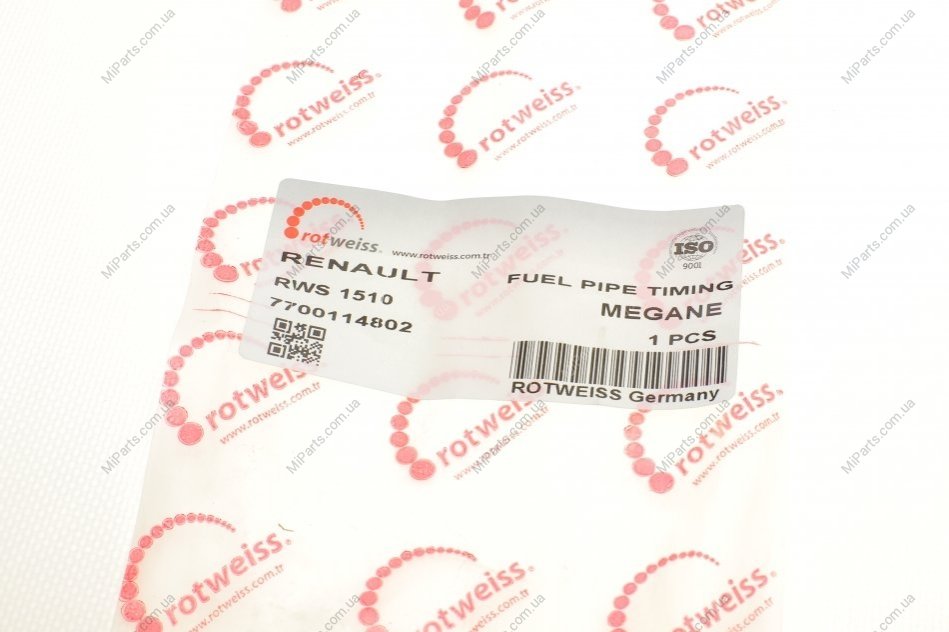 rotweiss.
www.rotweiss.com.tr
RENAULT
RWS 1510
7700114802
ISO
9001
FUEL PIPE TIMING
MEGANE
1 PCS
ROTWEISS Germany
rotweiss.
www.rotweiss.com.tr
MiParts.com.ua